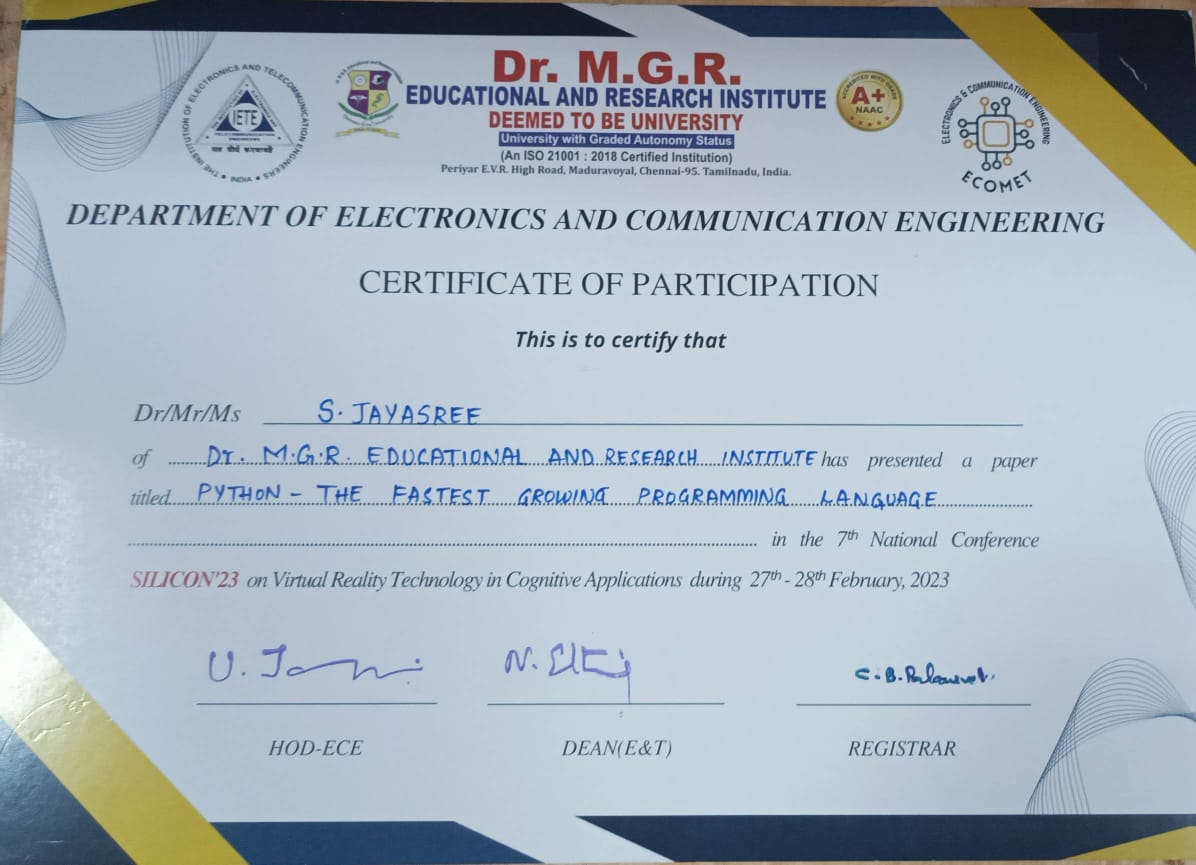 THE INSTITUTION OF ELECTRONICS AND TELECOMMUNICATION ENGINEERS
INDIA
IETE
Dr. M.G.R.
EDUCATIONAL AND RESEARCH INSTITUTE
DEEMED TO BE UNIVERSITY
University with Graded Autonomy Status
(An ISO 21001 : 2018 Certified Institution)
Periyar E.V.R. High Road, Maduravoyal, Chennai-95. Tamilnadu, India.
ACCREDITED WITH GRADE
A+
NAAC
ELECTRONICS & COMMUNICATION ENGINEERING
ECOMET
DEPARTMENT OF ELECTRONICS AND COMMUNICATION ENGINEERING
CERTIFICATE OF PARTICIPATION
This is to certify that
Dr/Mr/Ms S. JAYASREE
of Dr. M.G.R. EDUCATIONAL AND RESEARCH INSTITUTE has presented a paper
titled PYTHON - THE FASTEST GROWING PROGRAMMING LANGUAGE
in the 7th National Conference
SILICON'23 on Virtual Reality Technology in Cognitive Applications during 27th - 28th February, 2023
HOD-ECE DEAN(E&T) REGISTRAR